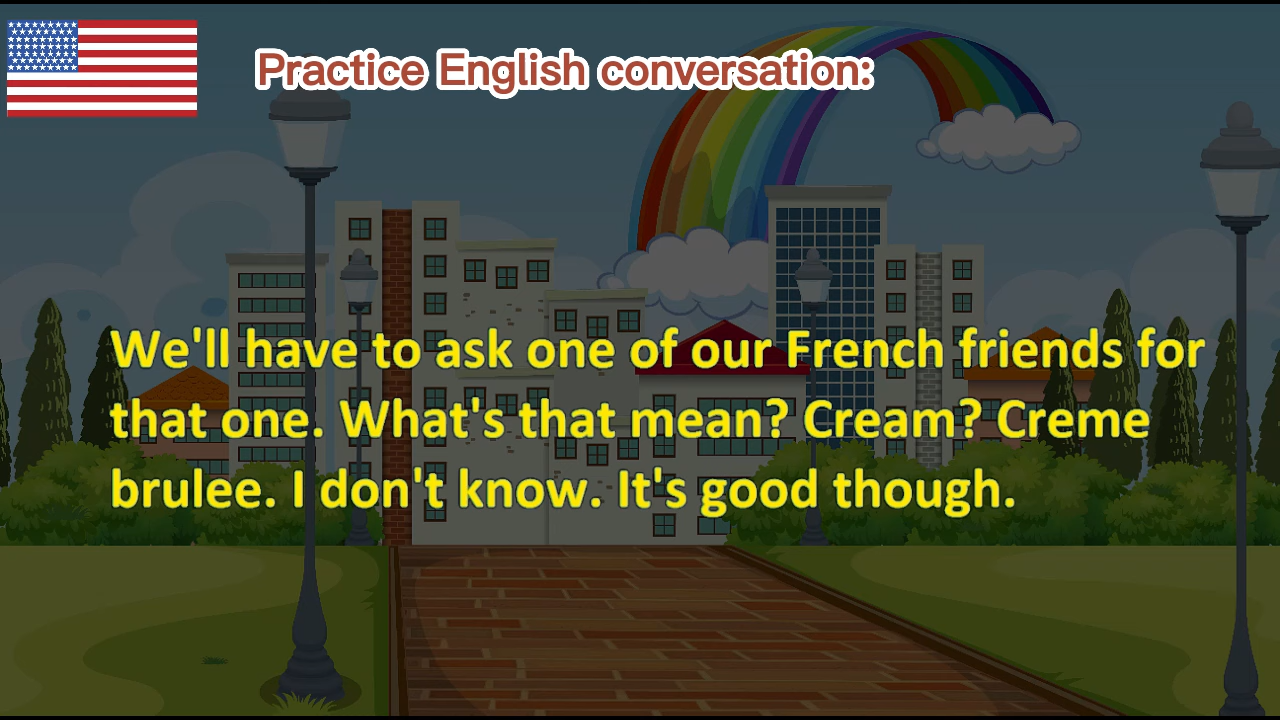 Practice English conversation:
We'll have to ask one of our French friends for
that one. What's that mean? Cream? Creme
brulee. I don't know. It's good though.